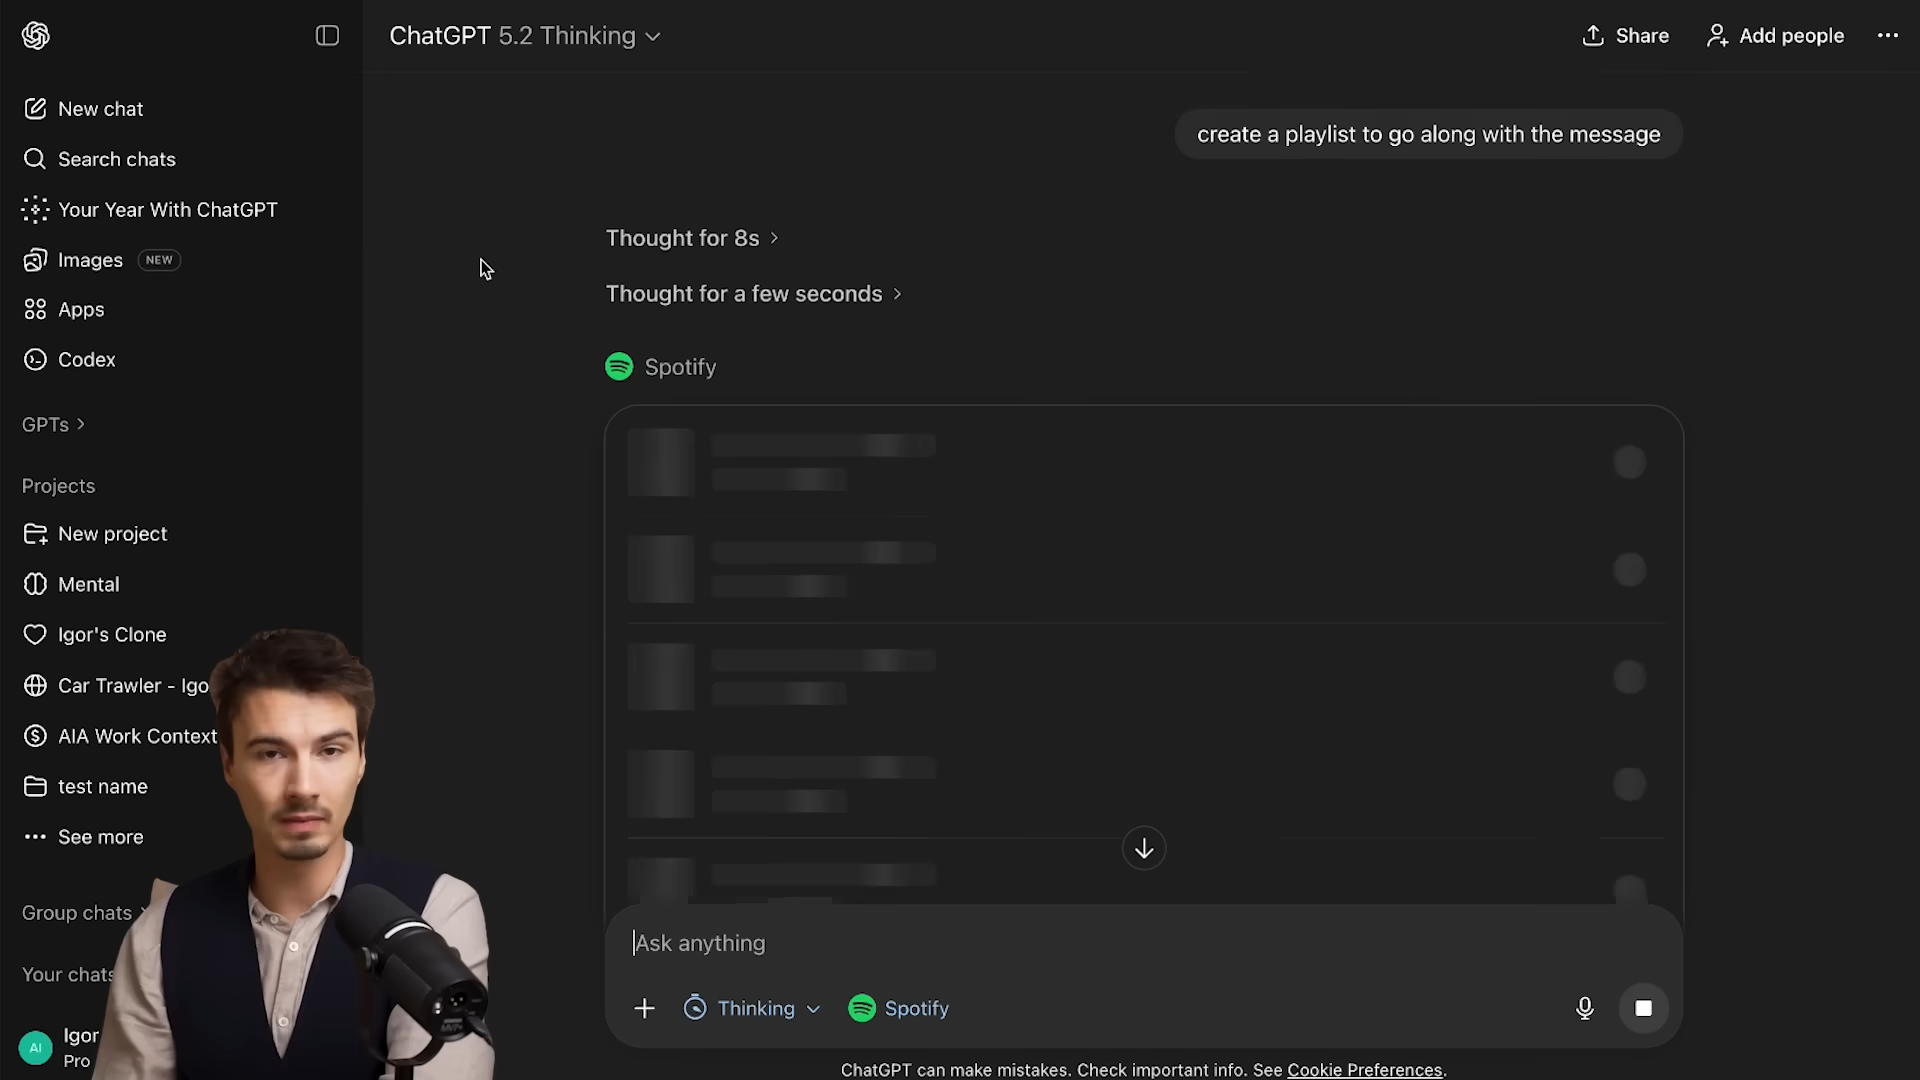 ChatGPT 5.2 Thinking
Share
Add people
New chat
Search chats
Your Year With ChatGPT
Images NEW
Apps
Codex
GPTs
Projects
New project
Mental
Igor's Clone
Car Trawler - Igo
AIA Work Context
test name
See more
Group chats
Your chats
AI
Igor
Pro
create a playlist to go along with the message
Thought for 8s
Thought for a few seconds
Spotify
Ask anything
Thinking
Spotify
ChatGPT can make mistakes. Check important info. See Cookie Preferences.